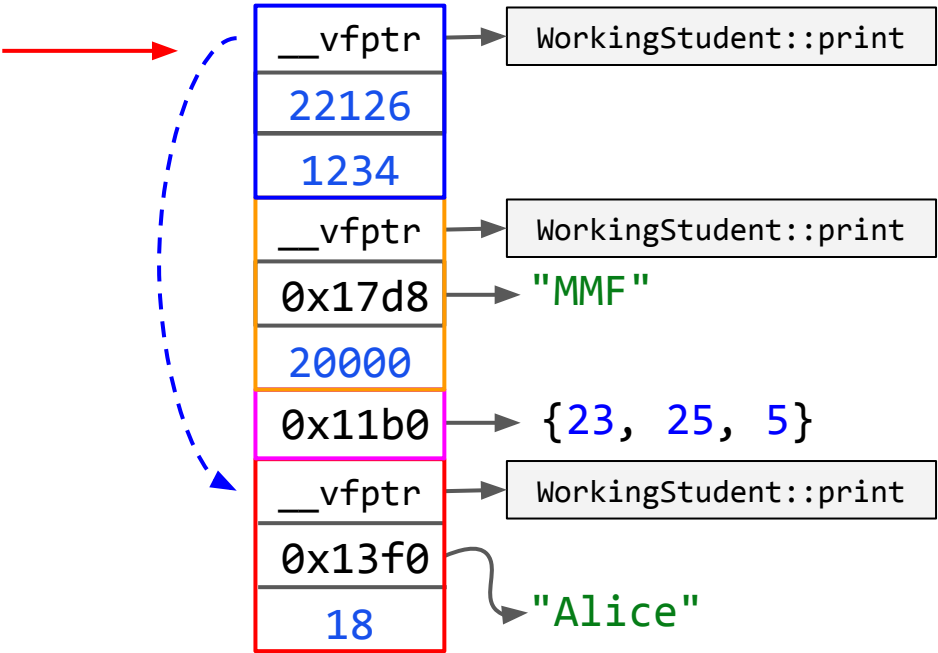 __vfptr WorkingStudent::print
22126
1234
__vfptr WorkingStudent::print
0x17d8 "MMF"
20000
0x11b0 {23, 25, 5}
__vfptr WorkingStudent::print
0x13f0
18 "Alice"